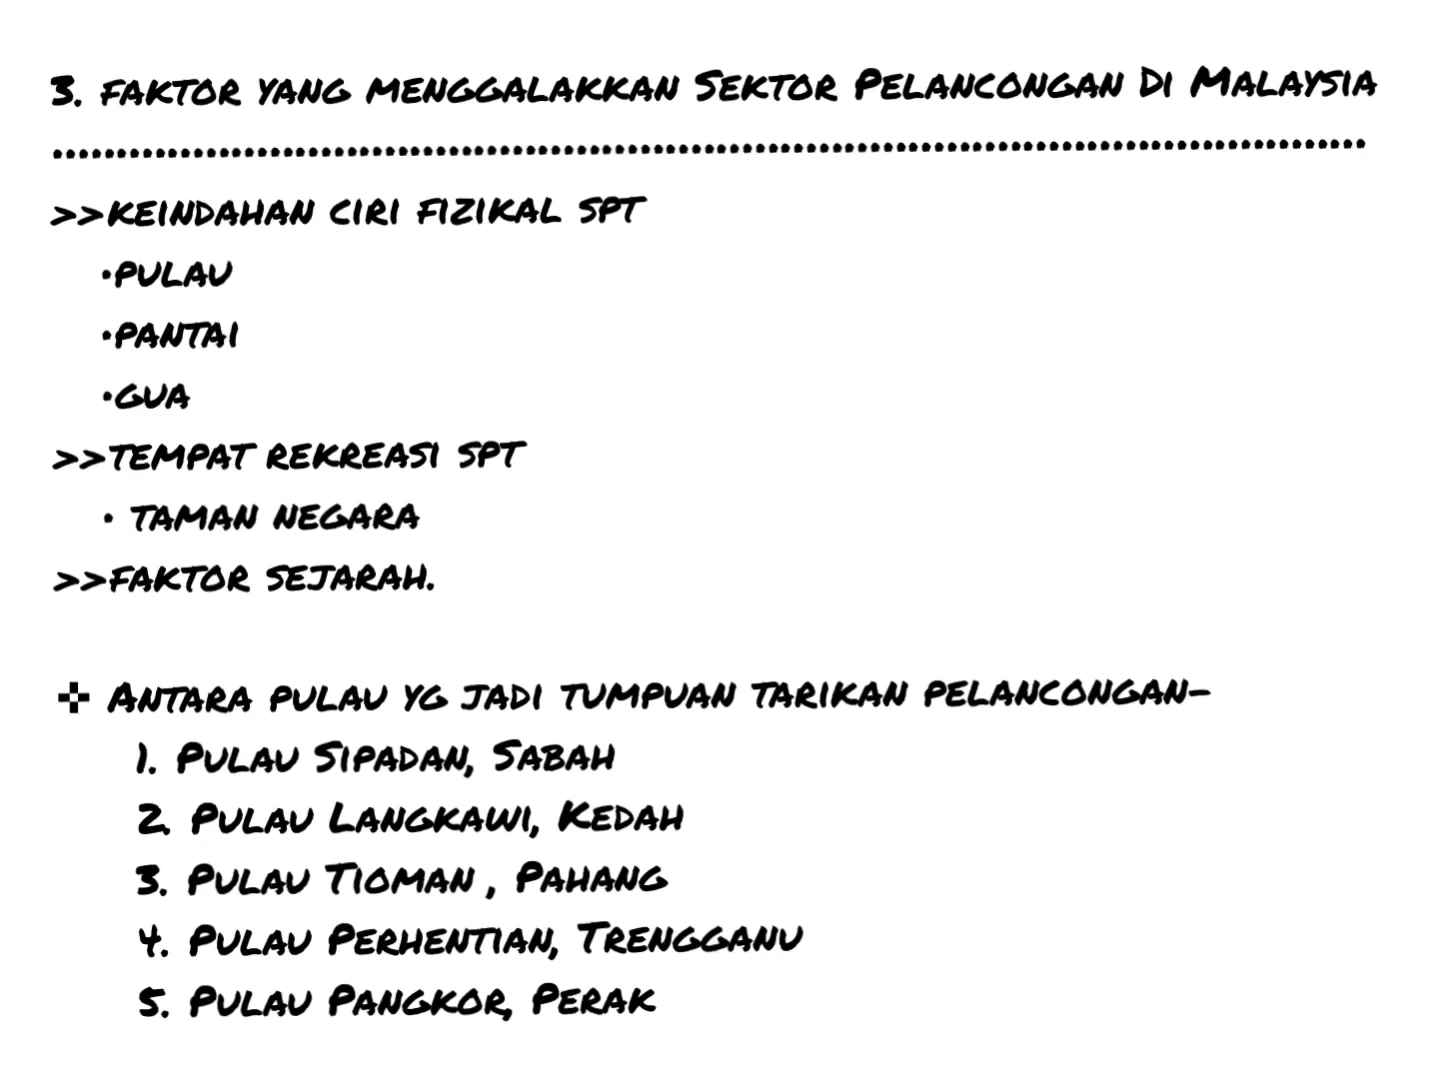 3. faktor yang menggalakkan Sektor Pelancongan Di Malaysia
..........................................................................................................
>>keindahan ciri fizikal spt
•pulau
•pantai
•gua
>>tempat rekreasi spt
• taman negara
>>faktor sejarah.
✣ Antara pulau yg jadi tumpuan tarikan pelancongan-
1. Pulau Sipadan, Sabah
2. Pulau Langkawi, Kedah
3. Pulau Tioman , Pahang
4. Pulau Perhentian, Trengganu
5. Pulau Pangkor, Perak